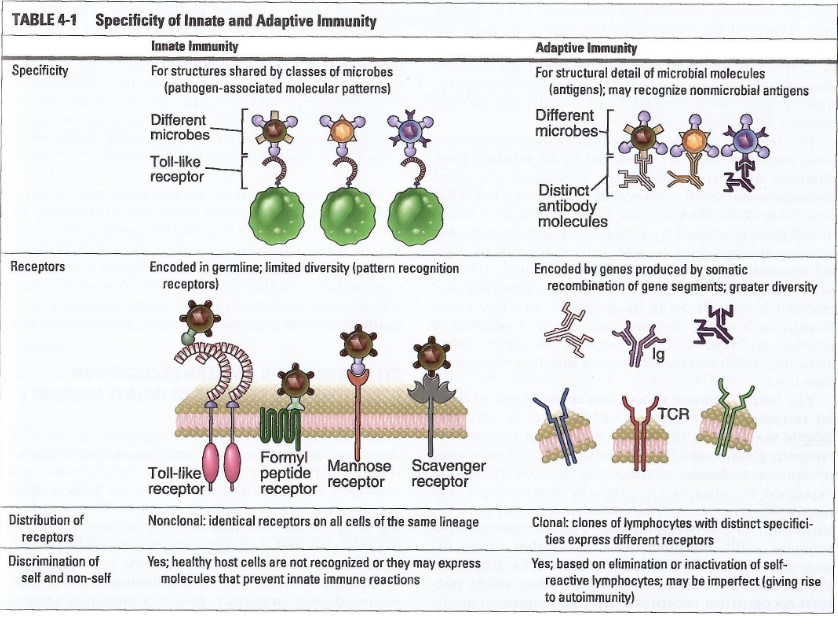 TABLE 4-1 Specificity of Innate and Adaptive Immunity
Innate Immunity
Adaptive Immunity
Specificity
For structures shared by classes of microbes
(pathogen-associated molecular patterns)
Different
microbes
Toll-like
receptor
For structural detail of microbial molecules
(antigens); may recognize nonmicrobial antigens
Different
microbes
Distinct
antibody
molecules
Receptors
Encoded in germline; limited diversity (pattern recognition
receptors)
Toll-like
receptor
Formyl
peptide
receptor
Mannose
receptor
Scavenger
receptor
Encoded by genes produced by somatic
recombination of gene segments; greater diversity
Ig
TCR
Distribution of
receptors
Nonclonal: identical receptors on all cells of the same lineage
Clonal: clones of lymphocytes with distinct specifici-
ties express different receptors
Discrimination of
self and non-self
Yes; healthy host cells are not recognized or they may express
molecules that prevent innate immune reactions
Yes; based on elimination or inactivation of self-
reactive lymphocytes; may be imperfect (giving rise
to autoimmunity)